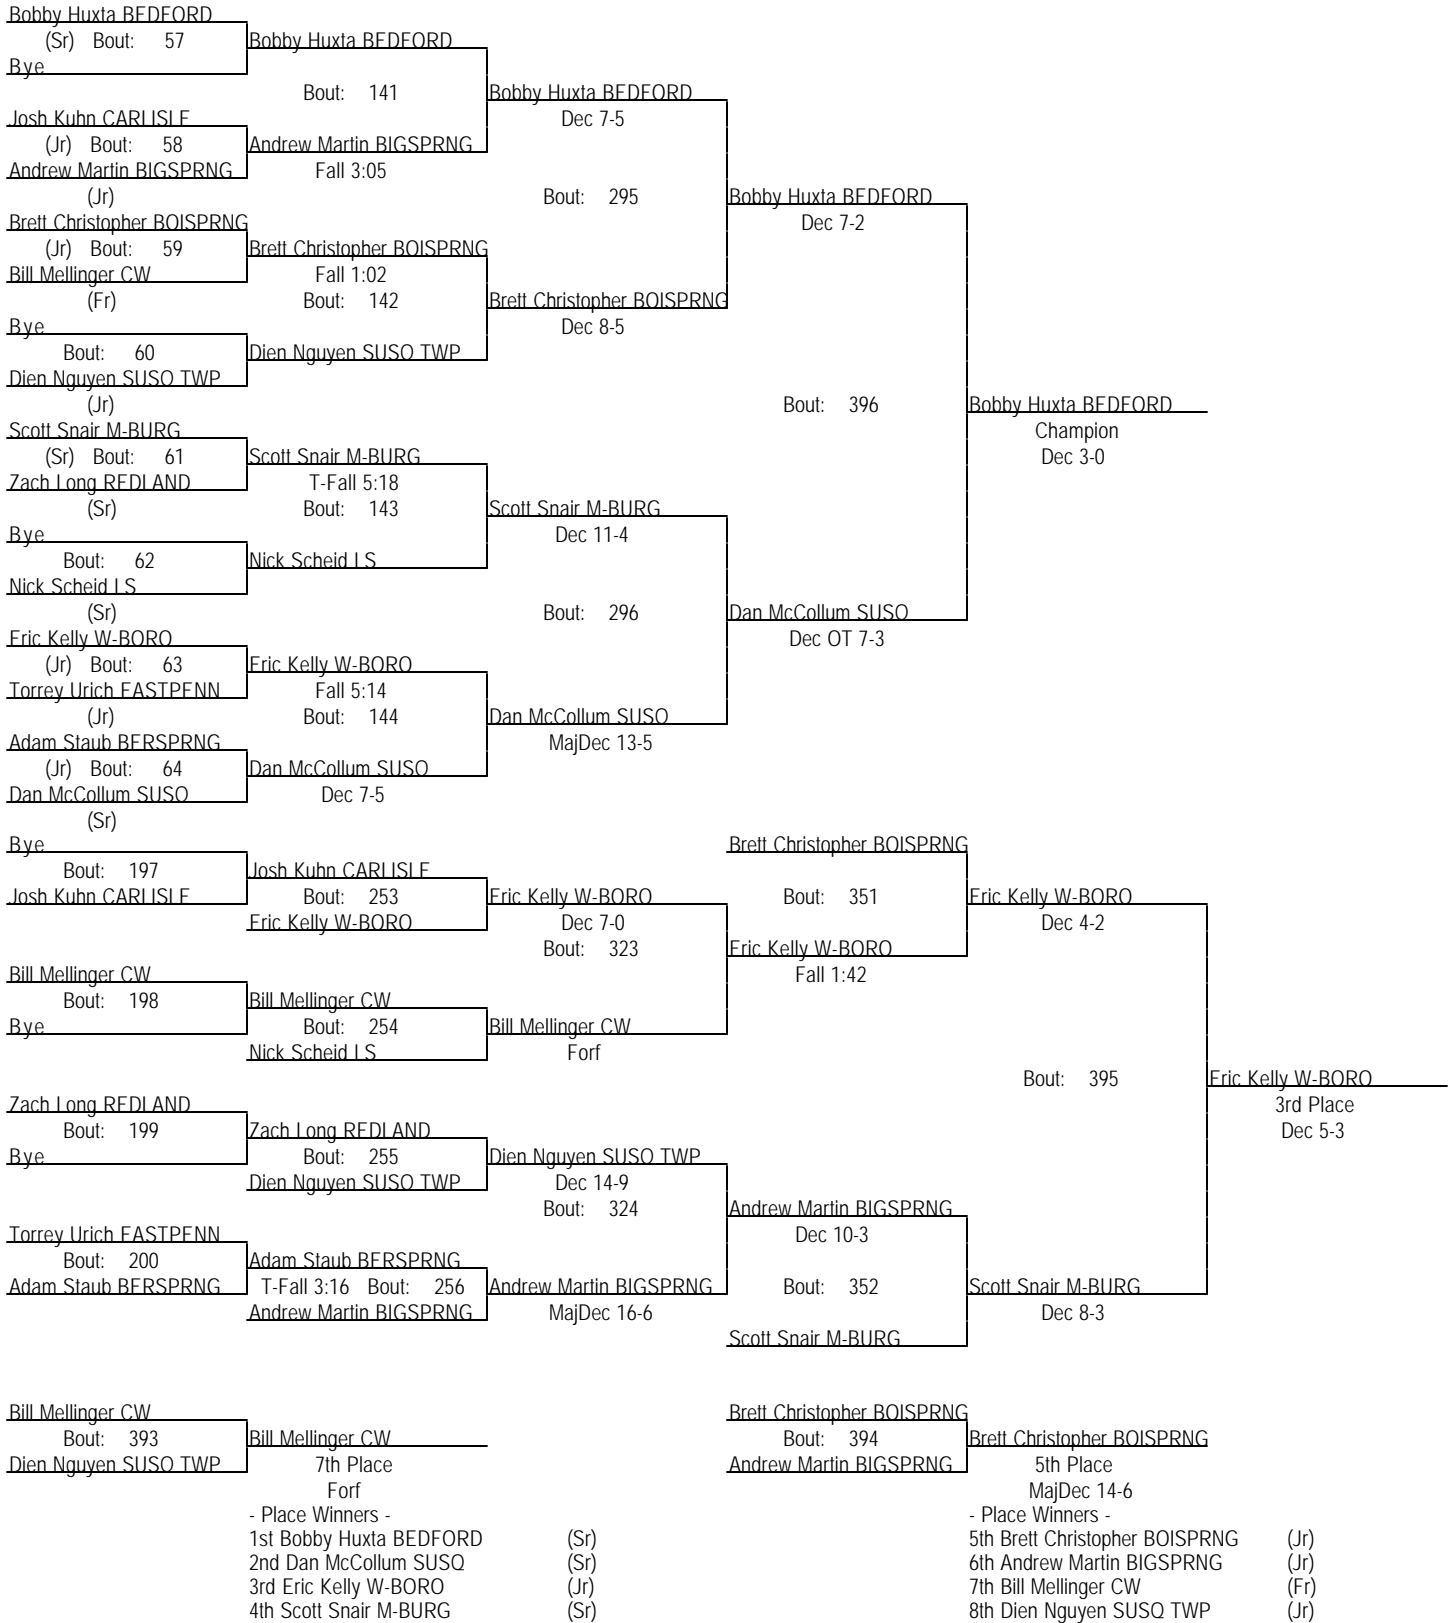 Bobby Huxta BEDFORD
(Sr) Bout: 57 Bobby Huxta BEDFORD
Bye
Bout: 141 Bobby Huxta BEDFORD
Josh Kuhn CARLISLE Dec 7-5
(Jr) Bout: 58 Andrew Martin BIGSPRNG
Andrew Martin BIGSPRNG Fall 3:05
(Jr) Bout: 295 Bobby Huxta BEDFORD
Brett Christopher BOISPRNG Dec 7-2
(Jr) Bout: 59 Brett Christopher BOISPRNG
Bill Mellinger CW Fall 1:02
(Fr) Bout: 142 Brett Christopher BOISPRNG
Bye Dec 8-5
Bout: 60 Dien Nguyen SUSQ TWP
Dien Nguyen SUSQ TWP
(Jr) Bout: 396 Bobby Huxta BEDFORD
Scott Snair M-BURG Champion
(Sr) Bout: 61 Scott Snair M-BURG Dec 3-0
Zach Long REDLAND T-Fall 5:18
(Sr) Bout: 143 Scott Snair M-BURG
Bye Dec 11-4
Bout: 62 Nick Scheid LS
Nick Scheid LS
(Sr) Bout: 296 Dan McCollum SUSQ
Eric Kelly W-BORO Dec OT 7-3
(Jr) Bout: 63 Eric Kelly W-BORO
Torrey Urich EASTPENN Fall 5:14
(Jr) Bout: 144 Dan McCollum SUSQ
Adam Staub BERSPRNG MajDec 13-5
(Jr) Bout: 64 Dan McCollum SUSQ
Dan McCollum SUSQ Dec 7-5
(Sr)
Bye Brett Christopher BOISPRNG
Bout: 197 Josh Kuhn CARLISLE
Josh Kuhn CARLISLE Bout: 253 Eric Kelly W-BORO Bout: 351 Eric Kelly W-BORO
Eric Kelly W-BORO Dec 7-0 Dec 4-2
Bout: 323 Eric Kelly W-BORO
Bill Mellinger CW Fall 1:42
Bout: 198 Bill Mellinger CW
Bye Bout: 254 Bill Mellinger CW
Nick Scheid LS Forf
Bout: 395 Eric Kelly W-BORO
Zach Long REDLAND 3rd Place
Bout: 199 Zach Long REDLAND Dec 5-3
Bye Bout: 255 Dien Nguyen SUSQ TWP
Dien Nguyen SUSQ TWP Dec 14-9
Bout: 324 Andrew Martin BIGSPRNG
Torrey Urich EASTPENN Dec 10-3
Bout: 200 Adam Staub BERSPRNG
Adam Staub BERSPRNG T-Fall 3:16 Bout: 256 Andrew Martin BIGSPRNG Bout: 352 Scott Snair M-BURG
Andrew Martin BIGSPRNG MajDec 16-6 Dec 8-3
Scott Snair M-BURG
Bill Mellinger CW Brett Christopher BOISPRNG
Bout: 393 Bill Mellinger CW Bout: 394 Brett Christopher BOISPRNG
Dien Nguyen SUSQ TWP 7th Place Andrew Martin BIGSPRNG 5th Place
Forf MajDec 14-6
- Place Winners - - Place Winners -
1st Bobby Huxta BEDFORD (Sr) 5th Brett Christopher BOISPRNG (Jr)
2nd Dan McCollum SUSQ (Sr) 6th Andrew Martin BIGSPRNG (Jr)
3rd Eric Kelly W-BORO (Jr) 7th Bill Mellinger CW (Fr)
4th Scott Snair M-BURG (Sr) 8th Dien Nguyen SUSQ TWP (Jr)